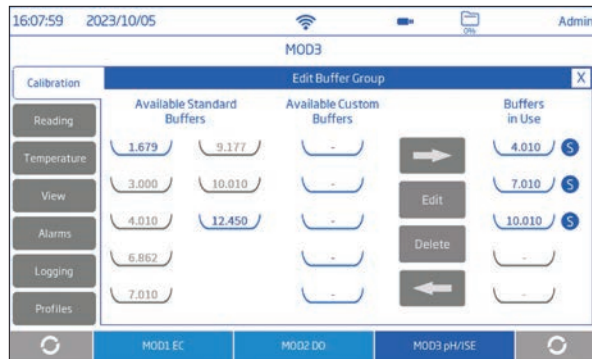 16:07:59 2023/10/05 0% Admin
MOD3
Calibration Edit Buffer Group X
Available Standard Buffers Available Custom Buffers Buffers in Use
Reading
1.679 9.177 - 4.010 S
Temperature
3.000 10.010 - 7.010 S
View Edit
4.010 12.450 - 10.010 S
Alarms
Delete
6.862 - -
Logging
7.010 - -
Profiles
MOD1 EC MOD2 DO MOD3 pH/ISE